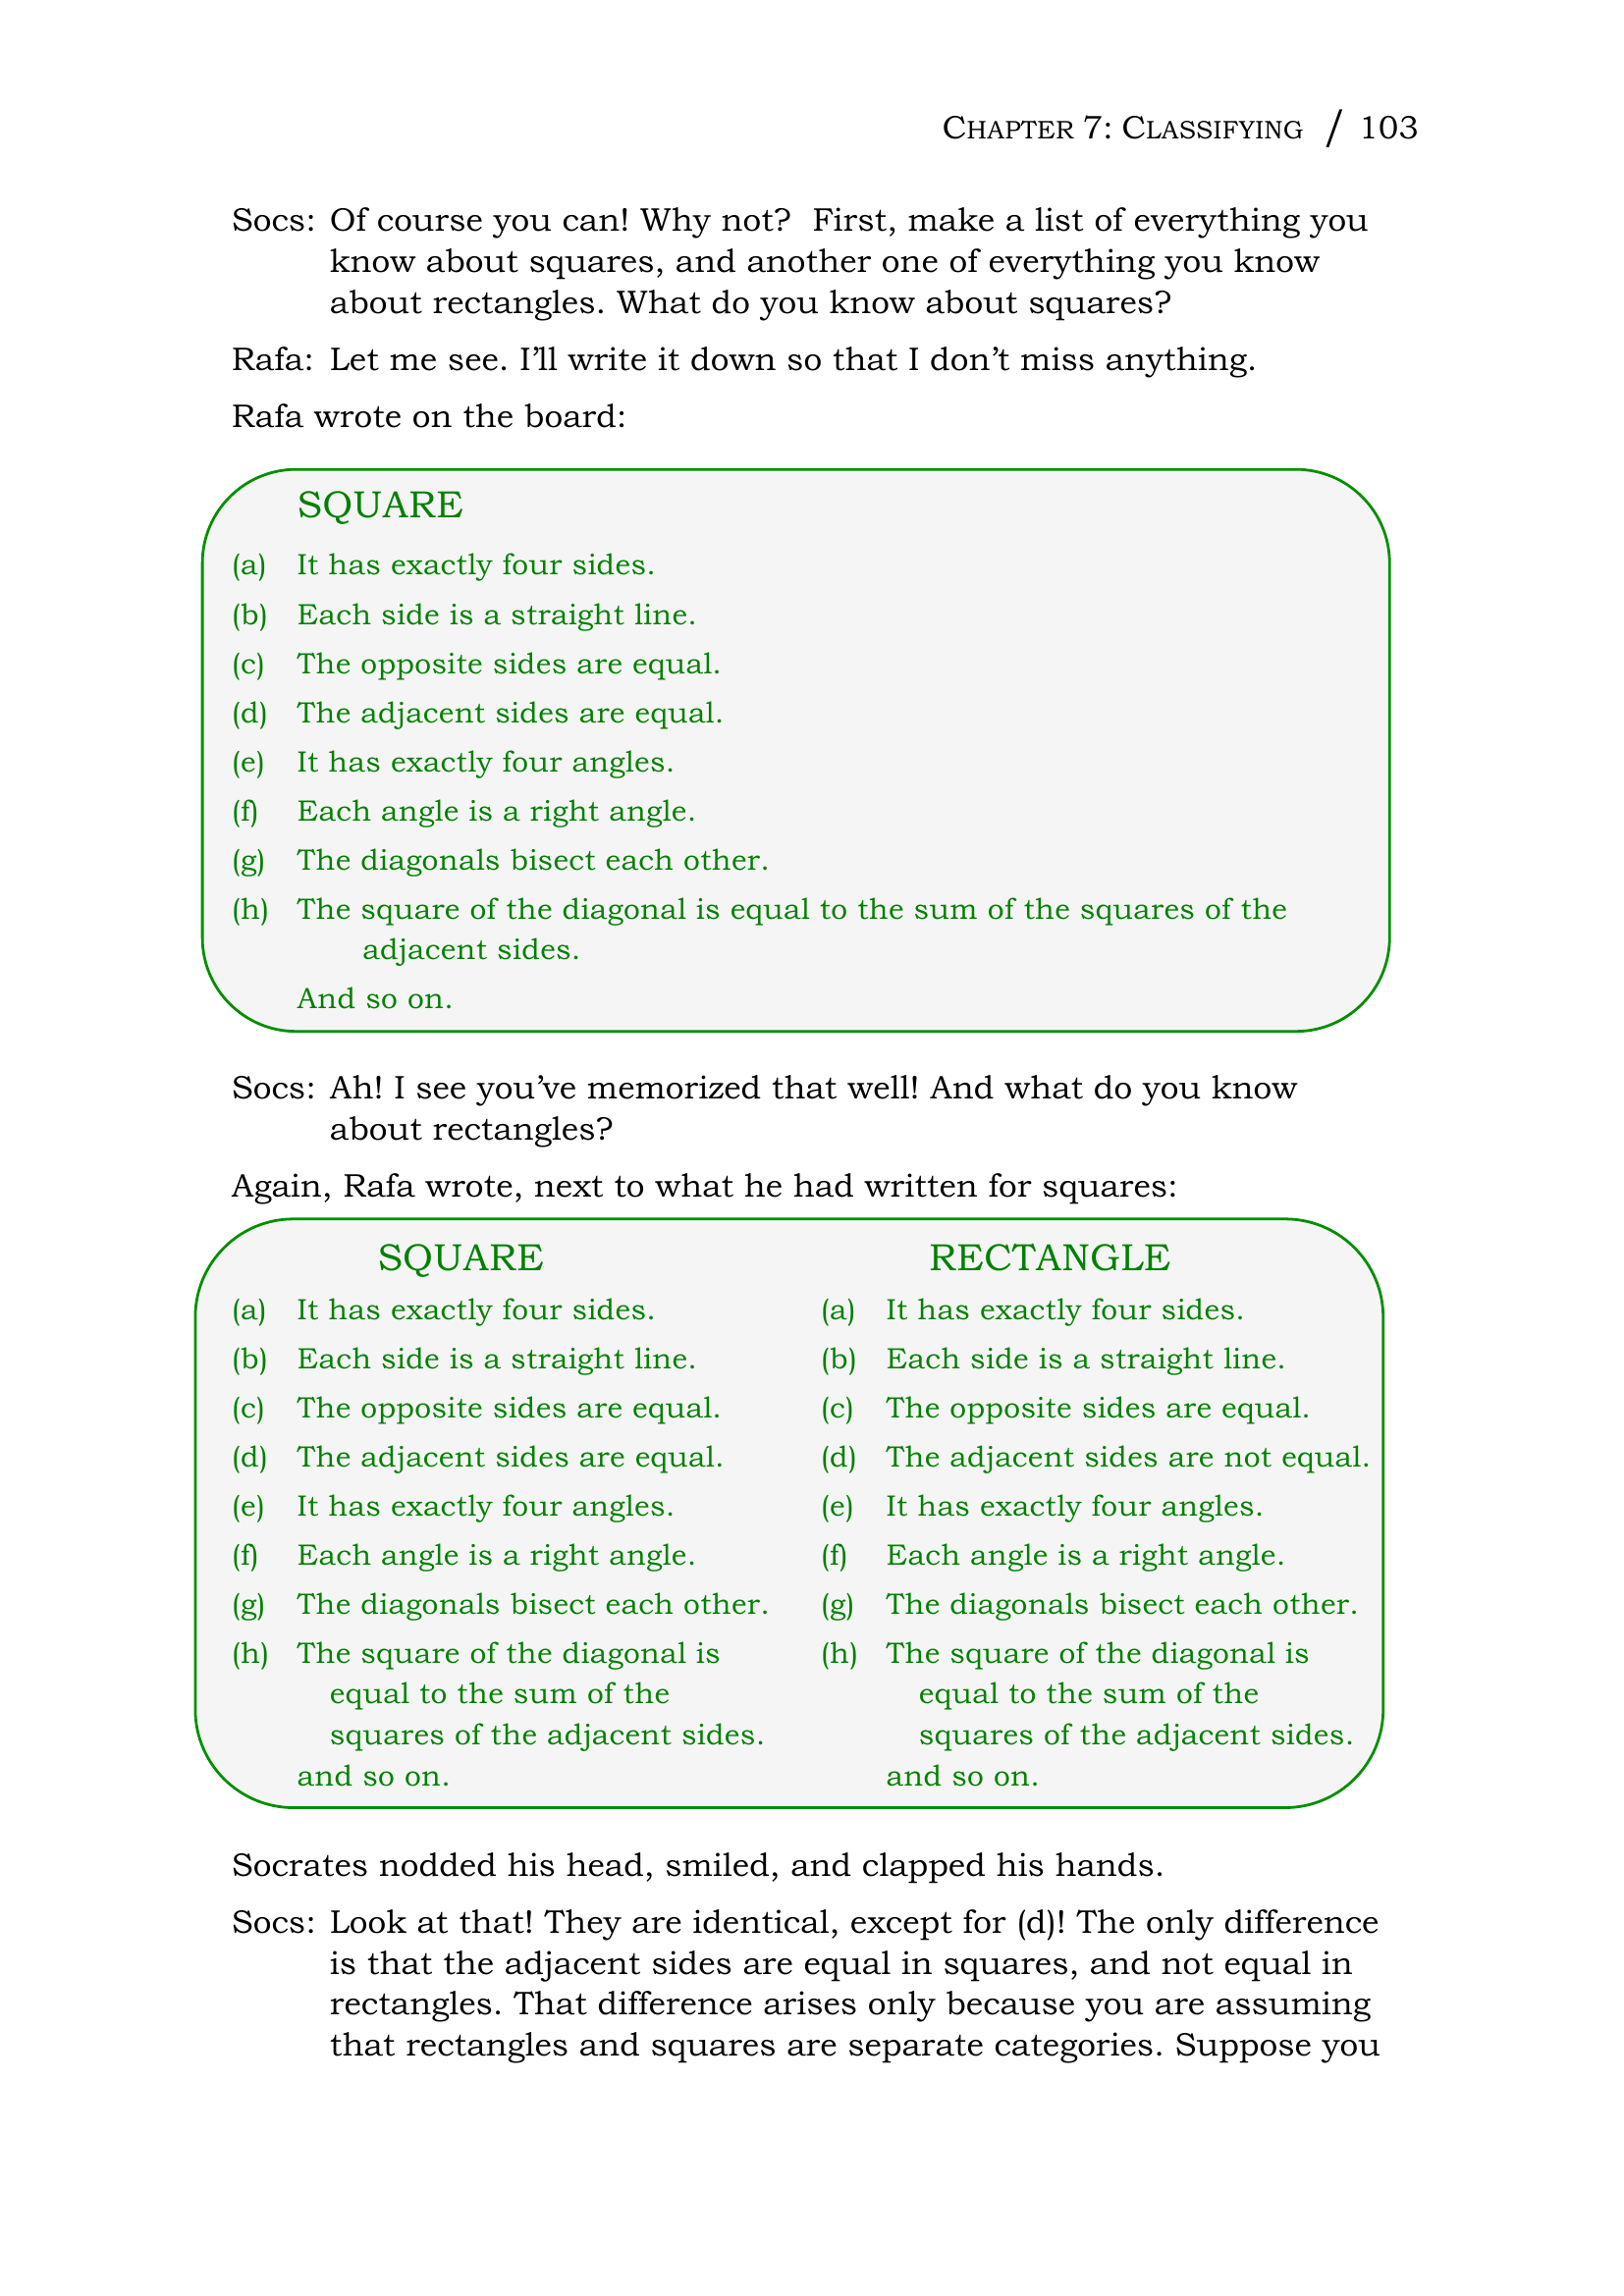 CHAPTER 7: CLASSIFYING / 103
Socs: Of course you can! Why not?  First, make a list of everything you
know about squares, and another one of everything you know
about rectangles. What do you know about squares?
Rafa: Let me see. I’ll write it down so that I don’t miss anything.
Rafa wrote on the board:
SQUARE
(a) It has exactly four sides.
(b) Each side is a straight line.
(c) The opposite sides are equal.
(d) The adjacent sides are equal.
(e) It has exactly four angles.
(f) Each angle is a right angle.
(g) The diagonals bisect each other.
(h) The square of the diagonal is equal to the sum of the squares of the
adjacent sides.
And so on.
Socs: Ah! I see you’ve memorized that well! And what do you know
about rectangles?
Again, Rafa wrote, next to what he had written for squares:
SQUARE
(a) It has exactly four sides.
(b) Each side is a straight line.
(c) The opposite sides are equal.
(d) The adjacent sides are equal.
(e) It has exactly four angles.
(f) Each angle is a right angle.
(g) The diagonals bisect each other.
(h) The square of the diagonal is
equal to the sum of the
squares of the adjacent sides.
and so on.
RECTANGLE
(a) It has exactly four sides.
(b) Each side is a straight line.
(c) The opposite sides are equal.
(d) The adjacent sides are not equal.
(e) It has exactly four angles.
(f) Each angle is a right angle.
(g) The diagonals bisect each other.
(h) The square of the diagonal is
equal to the sum of the
squares of the adjacent sides.
and so on.
Socrates nodded his head, smiled, and clapped his hands.
Socs: Look at that! They are identical, except for (d)! The only difference
is that the adjacent sides are equal in squares, and not equal in
rectangles. That difference arises only because you are assuming
that rectangles and squares are separate categories. Suppose you